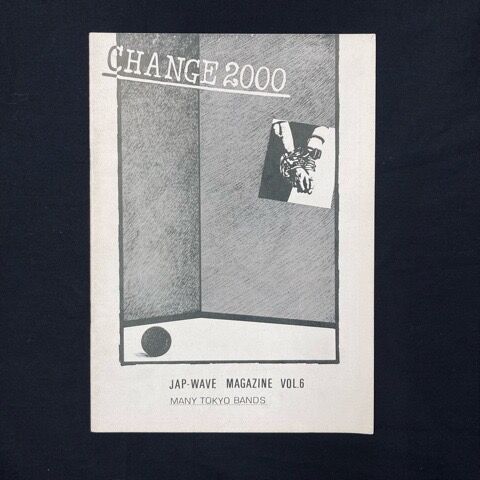 CHANGE 2000
JAP-WAVE MAGAZINE VOL.6
MANY TOKYO BANDS